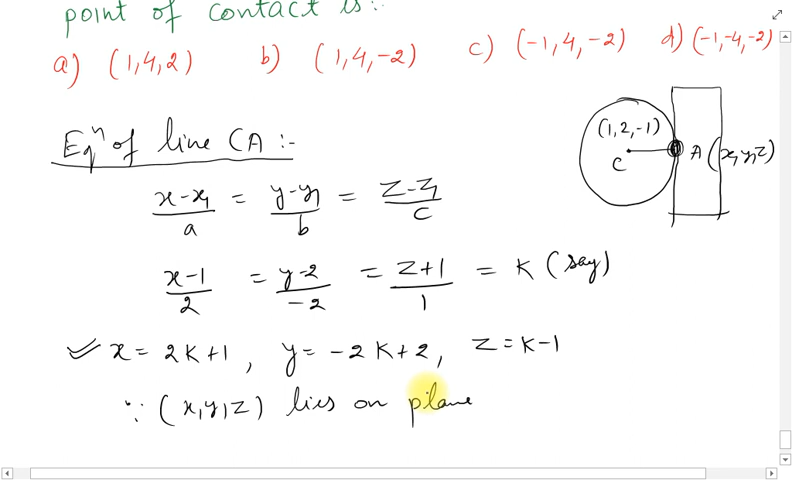 point of contact is:-
a) (1,4,2) b) (1,4,-2) c) (-1,4,-2) d) (-1,-4,-2)
Eqⁿ of line CA :-
(1,2,-1)
C
A (x,y,z)
x-x₁/a = y-y₁/b = z-z₁/c
x-1/2 = y-2/-2 = z+1/1 = K (say)
x = 2K+1, y = -2K+2, z = K-1
∵ (x,y,z) lies on plane